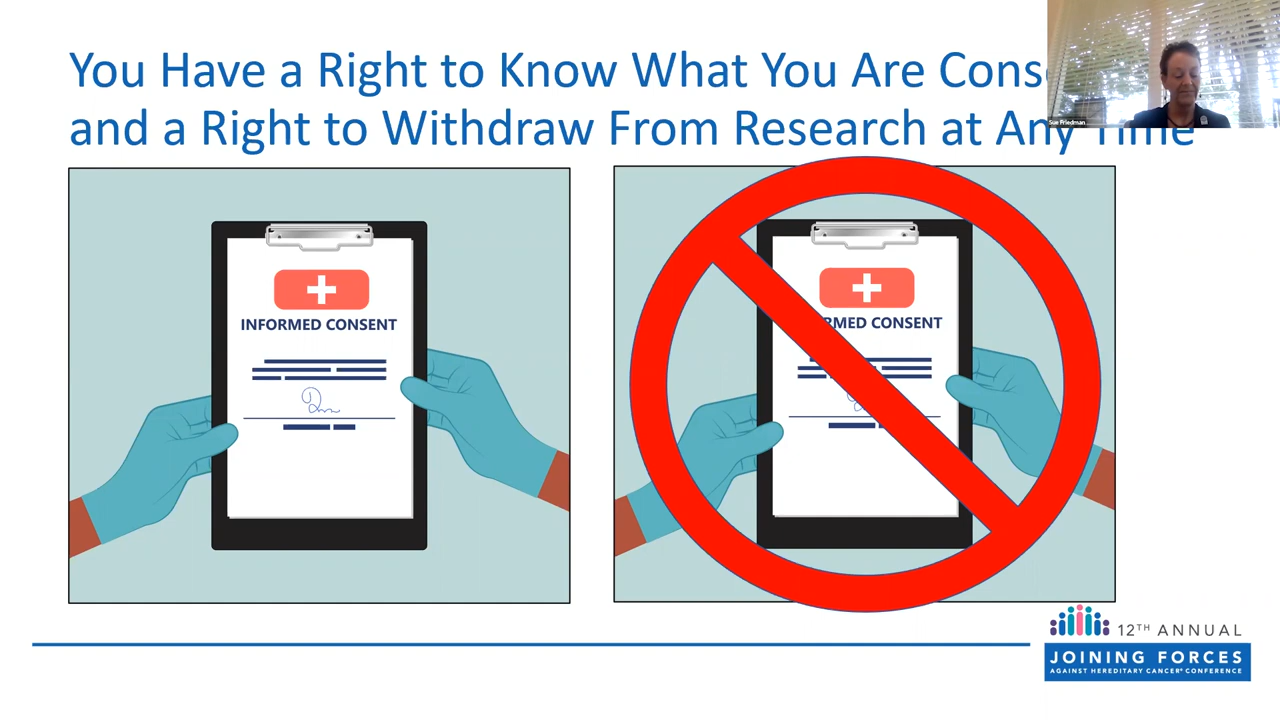 You Have a Right to Know What You Are
and a Right to Withdraw From Research at Any Time
Sue Friedman
INFORMED CONSENT
RMED CONSENT
12TH ANNUAL
JOINING FORCES
AGAINST HEREDITARY CANCER® CONFERENCE